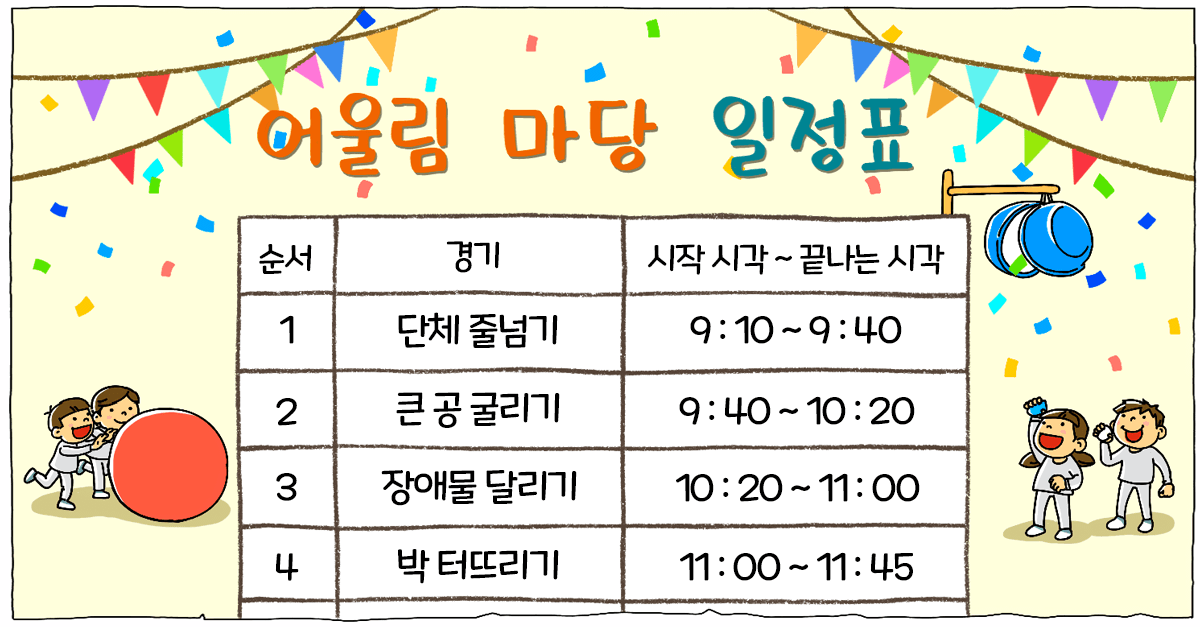 어울림 마당 일정표
순서 경기 시작 시각 ~ 끝나는 시각
1 단체 줄넘기 9 : 10 ~ 9 : 40
2 큰 공 굴리기 9 : 40 ~ 10 : 20
3 장애물 달리기 10 : 20 ~ 11 : 00
4 박 터뜨리기 11 : 00 ~ 11 : 45